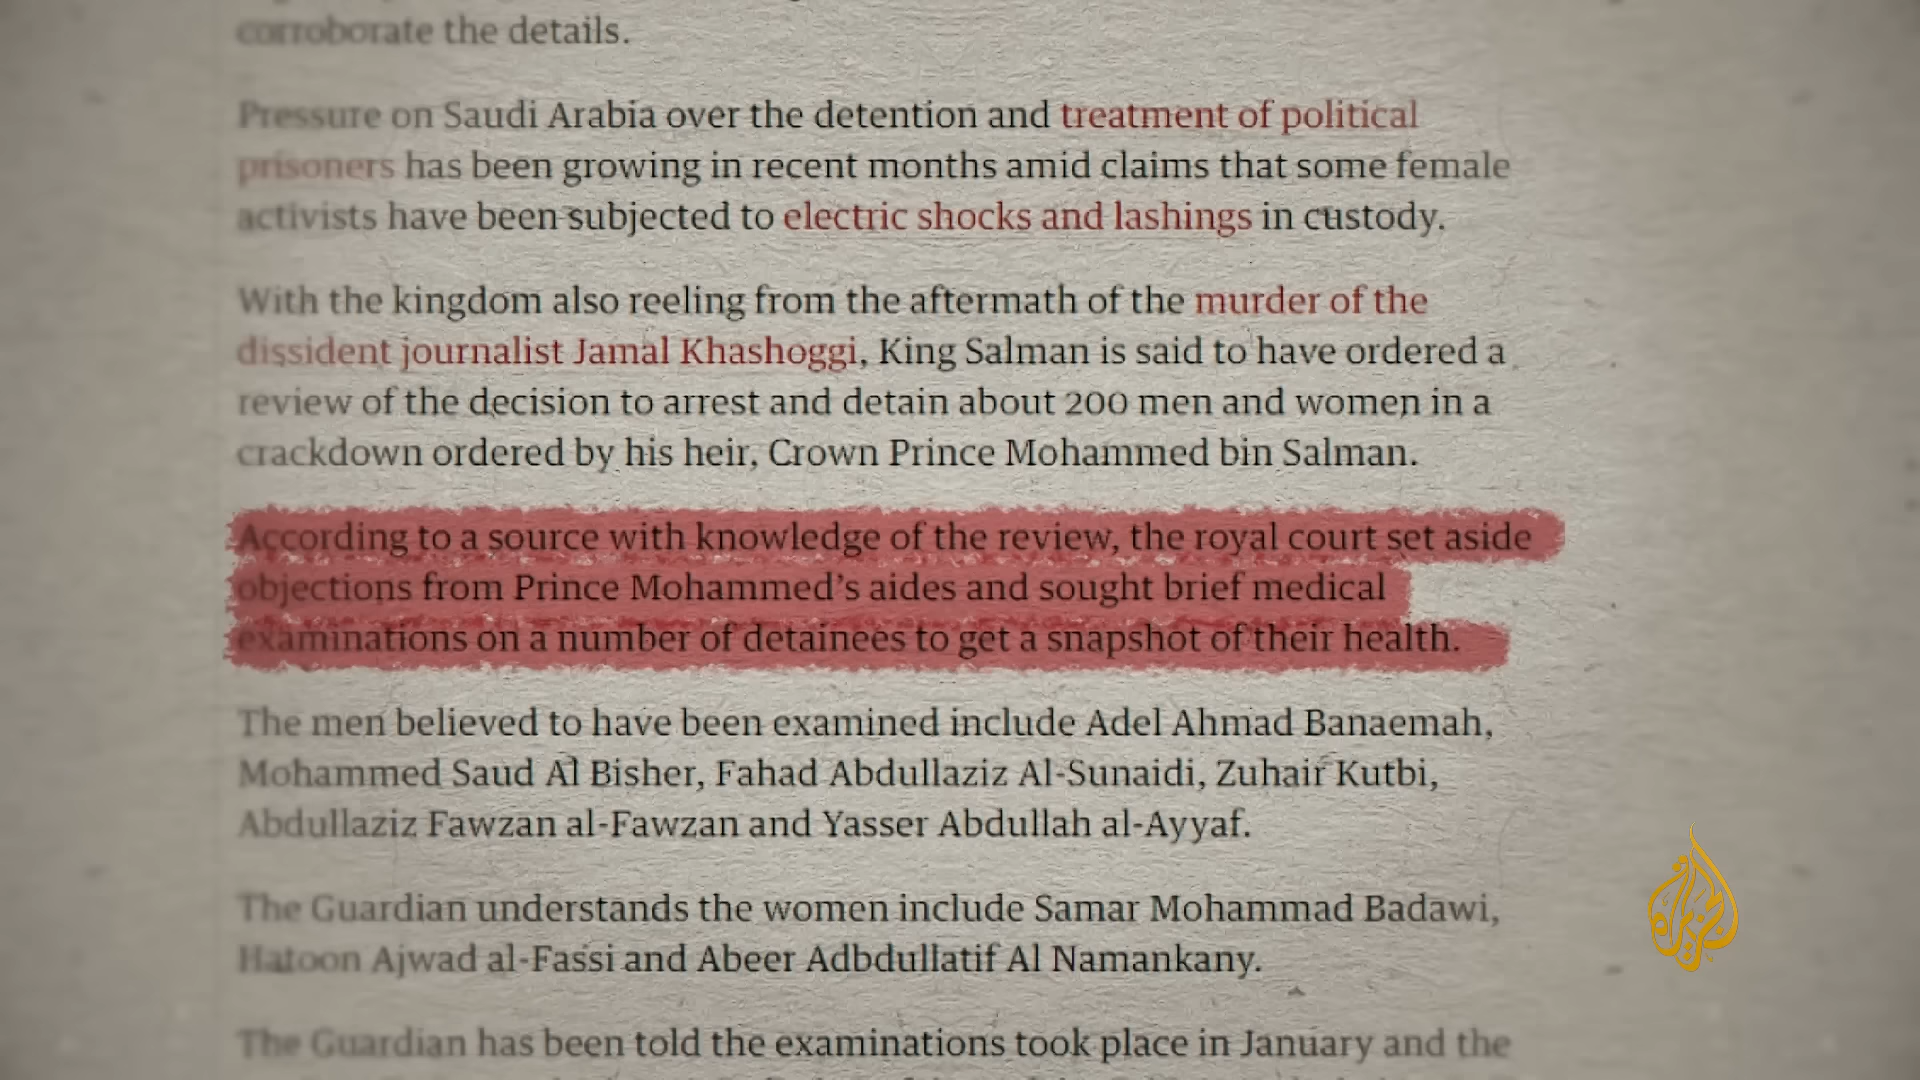 corroborate the details.
Pressure on Saudi Arabia over the detention and treatment of political
prisoners has been growing in recent months amid claims that some female
activists have been subjected to electric shocks and lashings in custody.
With the kingdom also reeling from the aftermath of the murder of the
dissident journalist Jamal Khashoggi, King Salman is said to have ordered a
review of the decision to arrest and detain about 200 men and women in a
crackdown ordered by his heir, Crown Prince Mohammed bin Salman.
According to a source with knowledge of the review, the royal court set aside
objections from Prince Mohammed’s aides and sought brief medical
examinations on a number of detainees to get a snapshot of their health.
The men believed to have been examined include Adel Ahmad Banaemah,
Mohammed Saud Al Bisher, Fahad Abdullaziz Al-Sunaidi, Zuhair Kutbi,
Abdullaziz Fawzan al-Fawzan and Yasser Abdullah al-Ayyaf.
The Guardian understands the women include Samar Mohammad Badawi,
Hatoon Ajwad al-Fassi and Abeer Adbdullatif Al Namankany.
الجزيرة
The Guardian has been told the examinations took place in January and the